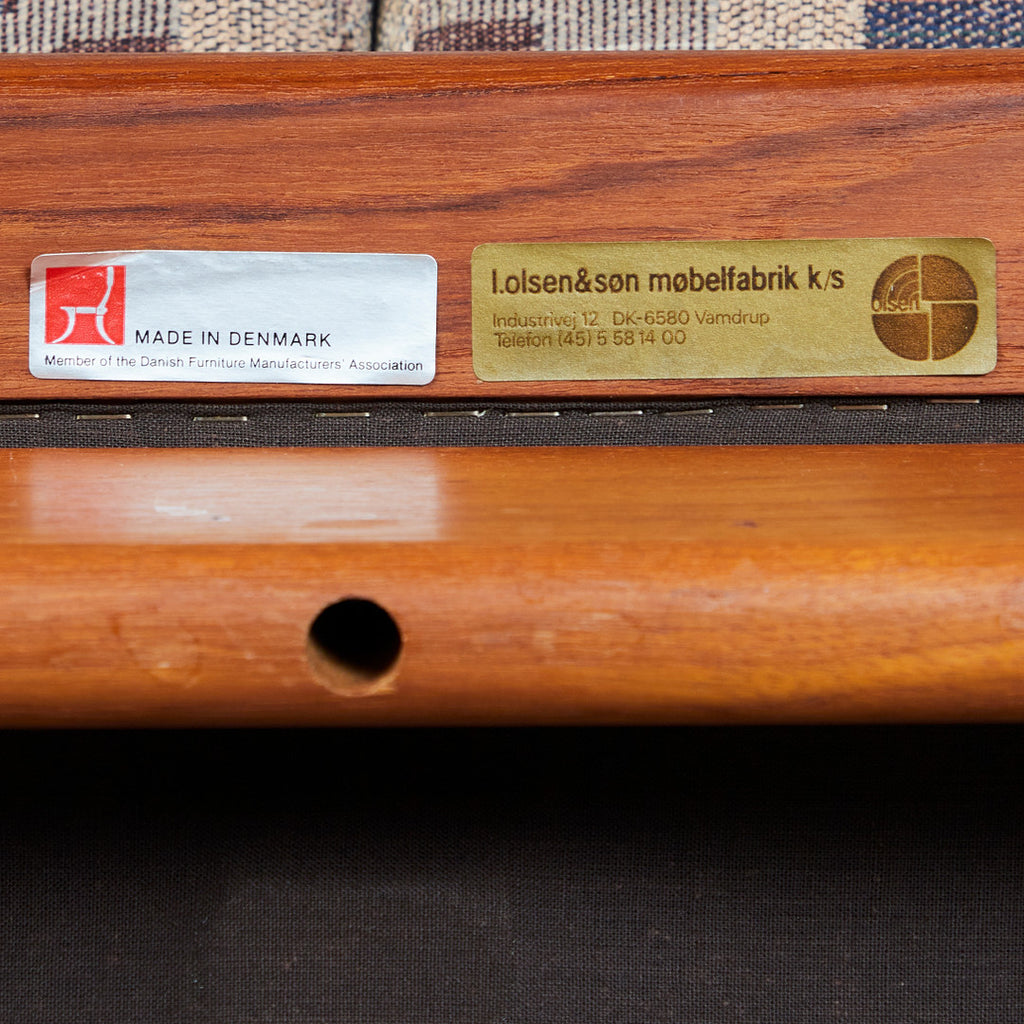 MADE IN DENMARK
Member of the Danish Furniture Manufacturers' Association
l.olsen&søn møbelfabrik k/s
Industrivej 12 DK-6580 Vamdrup
Telefon (45) 5 58 14 00
olsen